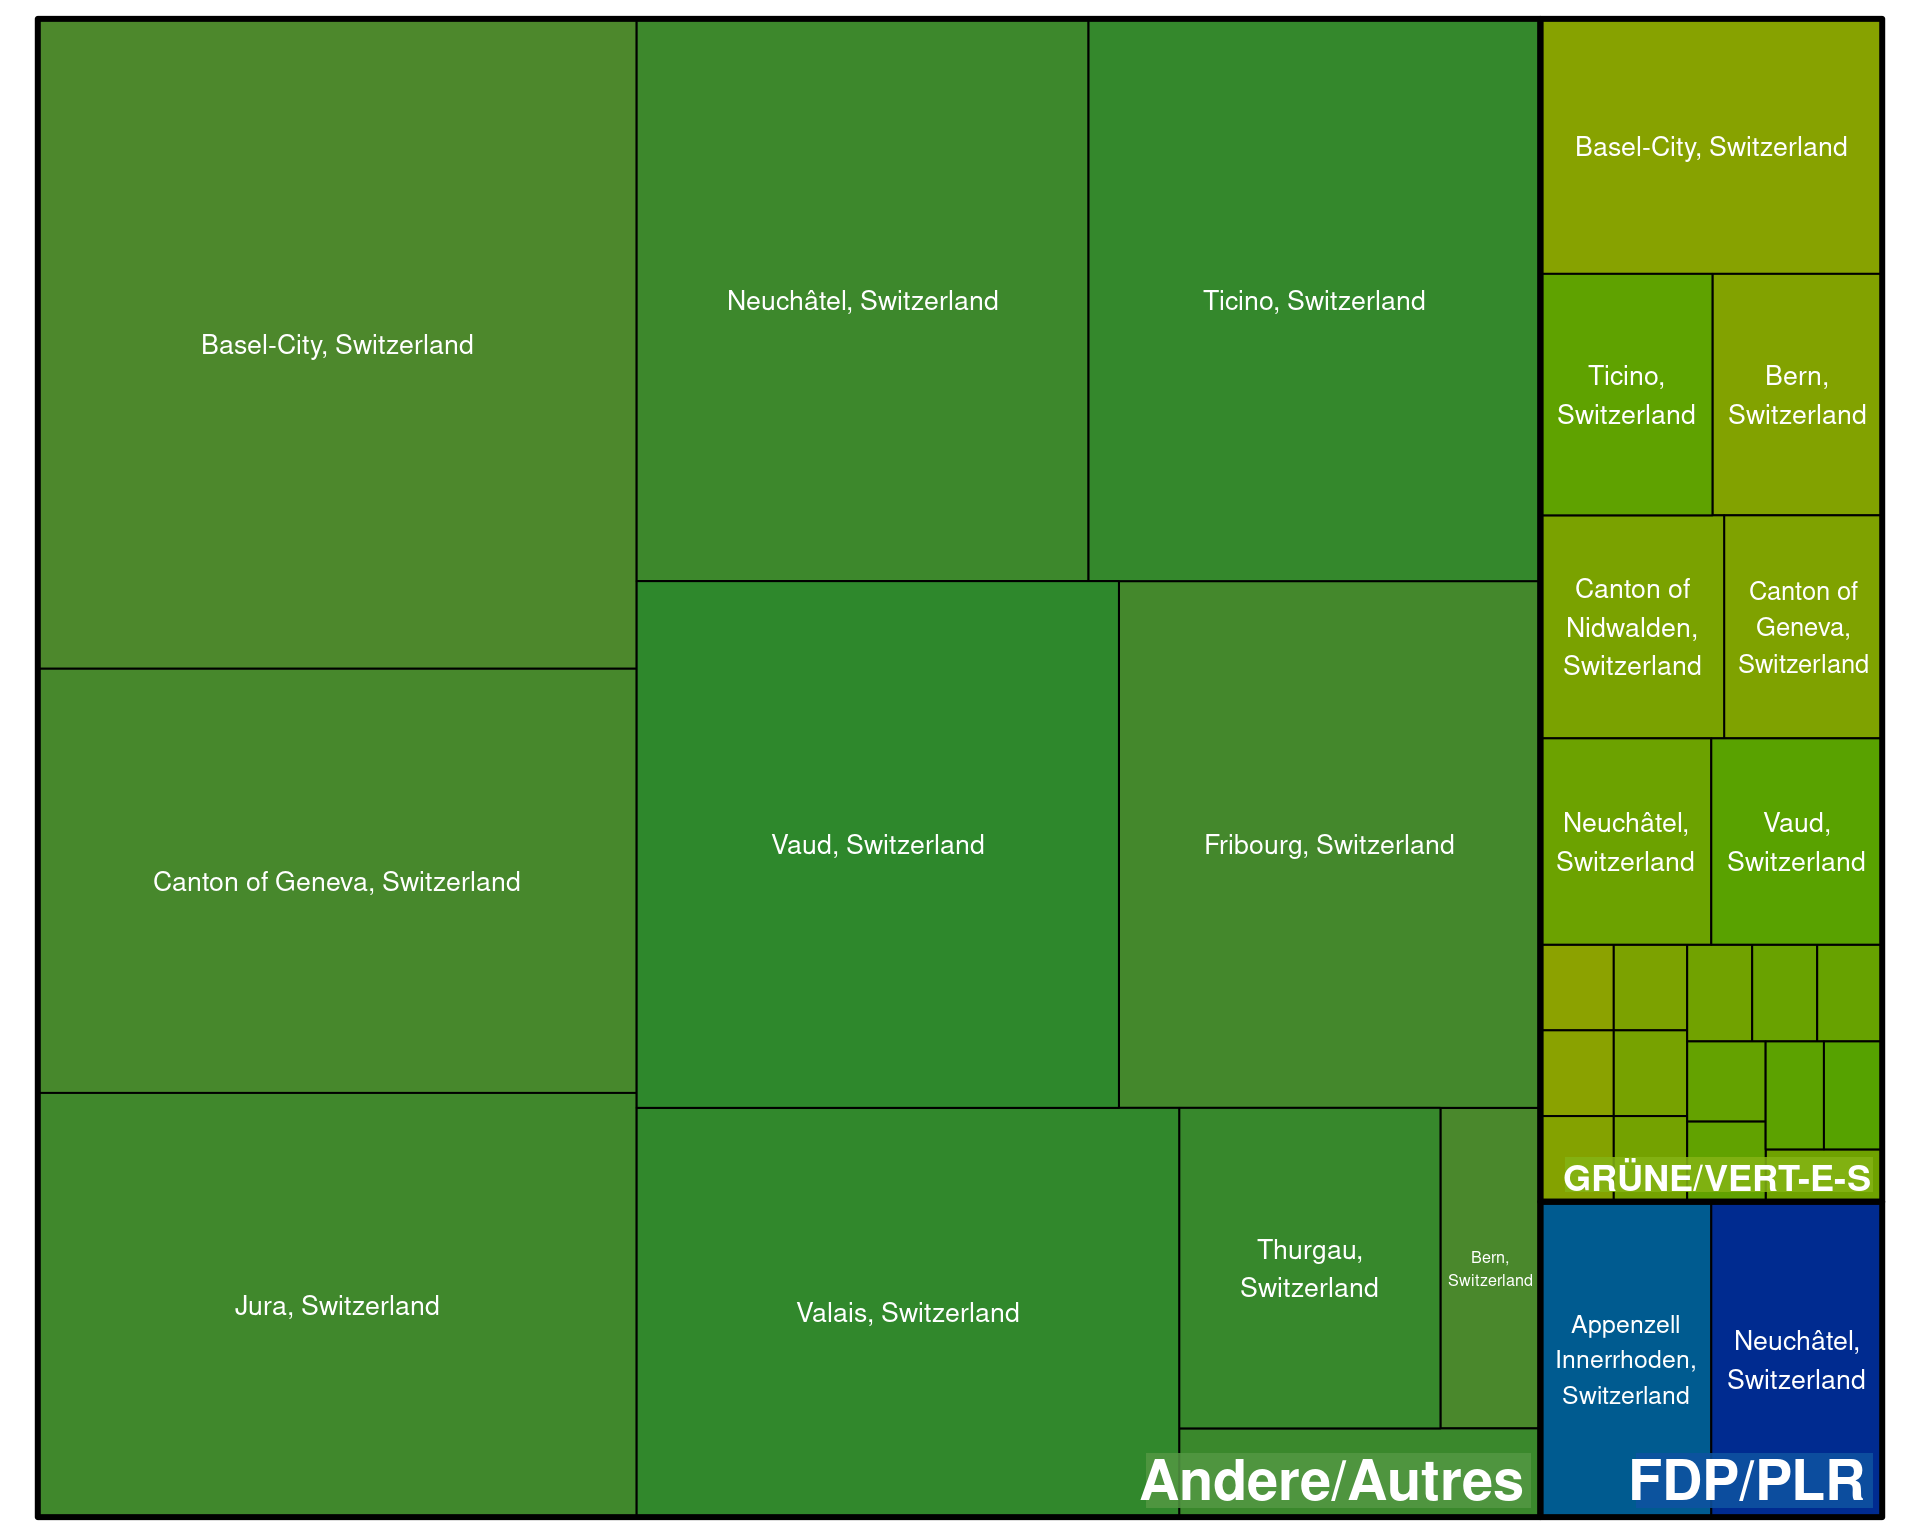 Basel-City, Switzerland
Canton of Geneva, Switzerland
Jura, Switzerland
Neuchâtel, Switzerland
Ticino, Switzerland
Vaud, Switzerland
Fribourg, Switzerland
Valais, Switzerland
Thurgau,
Switzerland
Bern,
Switzerland
Andere/Autres
Basel-City, Switzerland
Ticino,
Switzerland
Bern,
Switzerland
Canton of
Nidwalden,
Switzerland
Canton of
Geneva,
Switzerland
Neuchâtel,
Switzerland
Vaud,
Switzerland
GRÜNE/VERT-E-S
Appenzell
Innerrhoden,
Switzerland
Neuchâtel,
Switzerland
FDP/PLR